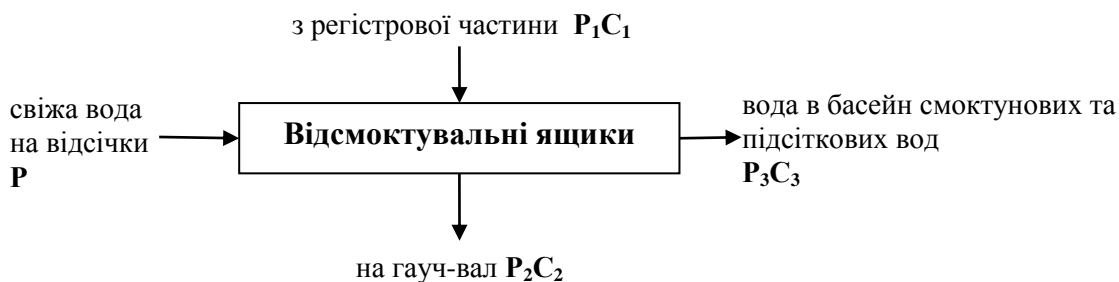 з регістрової частини P₁C₁
свіжа вода
на відсічки
P
Відсмоктувальні ящики
вода в басейн смоктунових та
підсіткових вод
P₃C₃
на гауч-вал P₂C₂